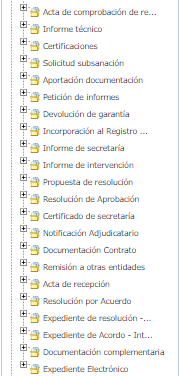 Acta de comprobación de re...
Informe técnico
Certificaciones
Solicitud subsanación
Aportación documentación
Petición de informes
Devolución de garantía
Incorporación al Registro ...
Informe de secretaría
Informe de intervención
Propuesta de resolución
Resolución de Aprobación
Certificado de secretaría
Notificación Adjudicatario
Documentación Contrato
Remisión a otras entidades
Acta de recepción
Resolución por Acuerdo
Expediente de resolución -...
Expediente de Acordo - Int...
Documentación complementaria
Expediente Electrónico